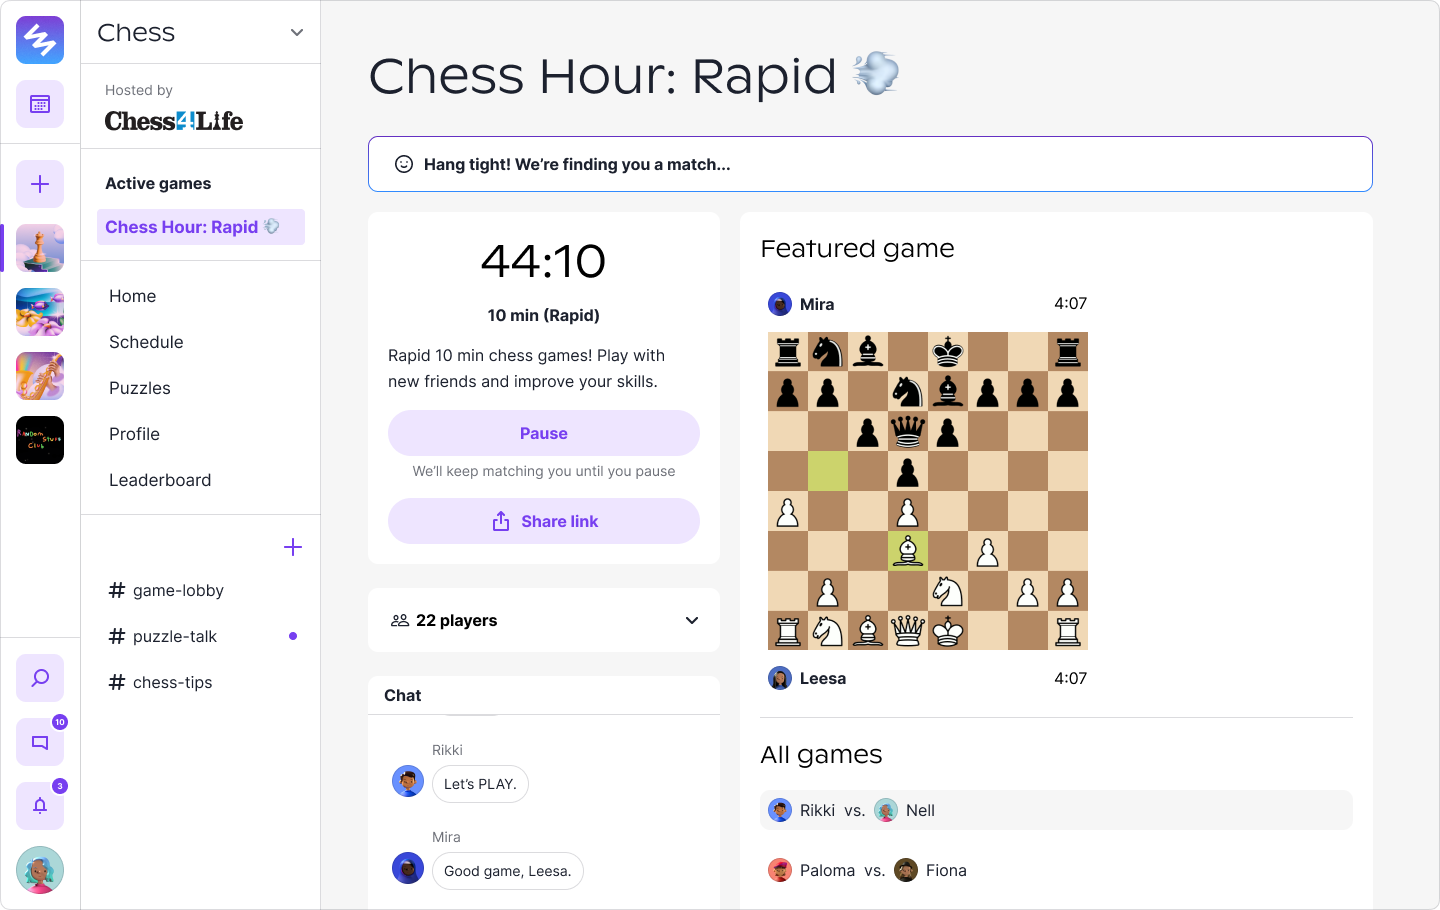 Chess
Hosted by
Chess4Life
Active games
Chess Hour: Rapid 💨
Home
Schedule
Puzzles
Profile
Leaderboard
# game-lobby
# puzzle-talk
# chess-tips
RANDOM
STUFF
CLUB
10
3
Chess Hour: Rapid 💨
Hang tight! We’re finding you a match...
44:10
10 min (Rapid)
Rapid 10 min chess games! Play with
new friends and improve your skills.
Pause
We’ll keep matching you until you pause
Share link
22 players
Chat
Rikki
Let’s PLAY.
Mira
Good game, Leesa.
Featured game
Mira 4:07
Leesa 4:07
All games
Rikki vs. Nell
Paloma vs. Fiona